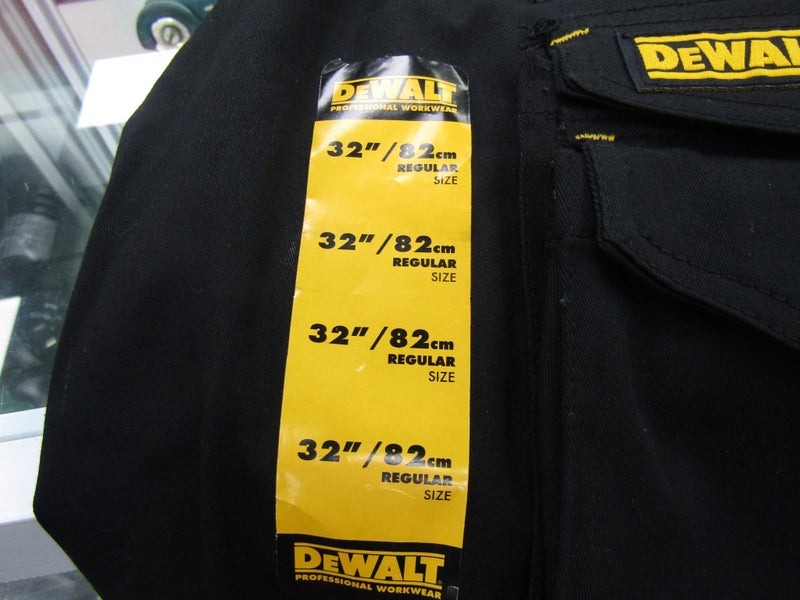 DEWALT
PROFESSIONAL WORKWEAR
32"/82cm
REGULAR
SIZE
32"/82cm
REGULAR
SIZE
32"/82cm
REGULAR
SIZE
32"/82cm
REGULAR
SIZE
DEWALT
PROFESSIONAL WORKWEAR
DEWAL